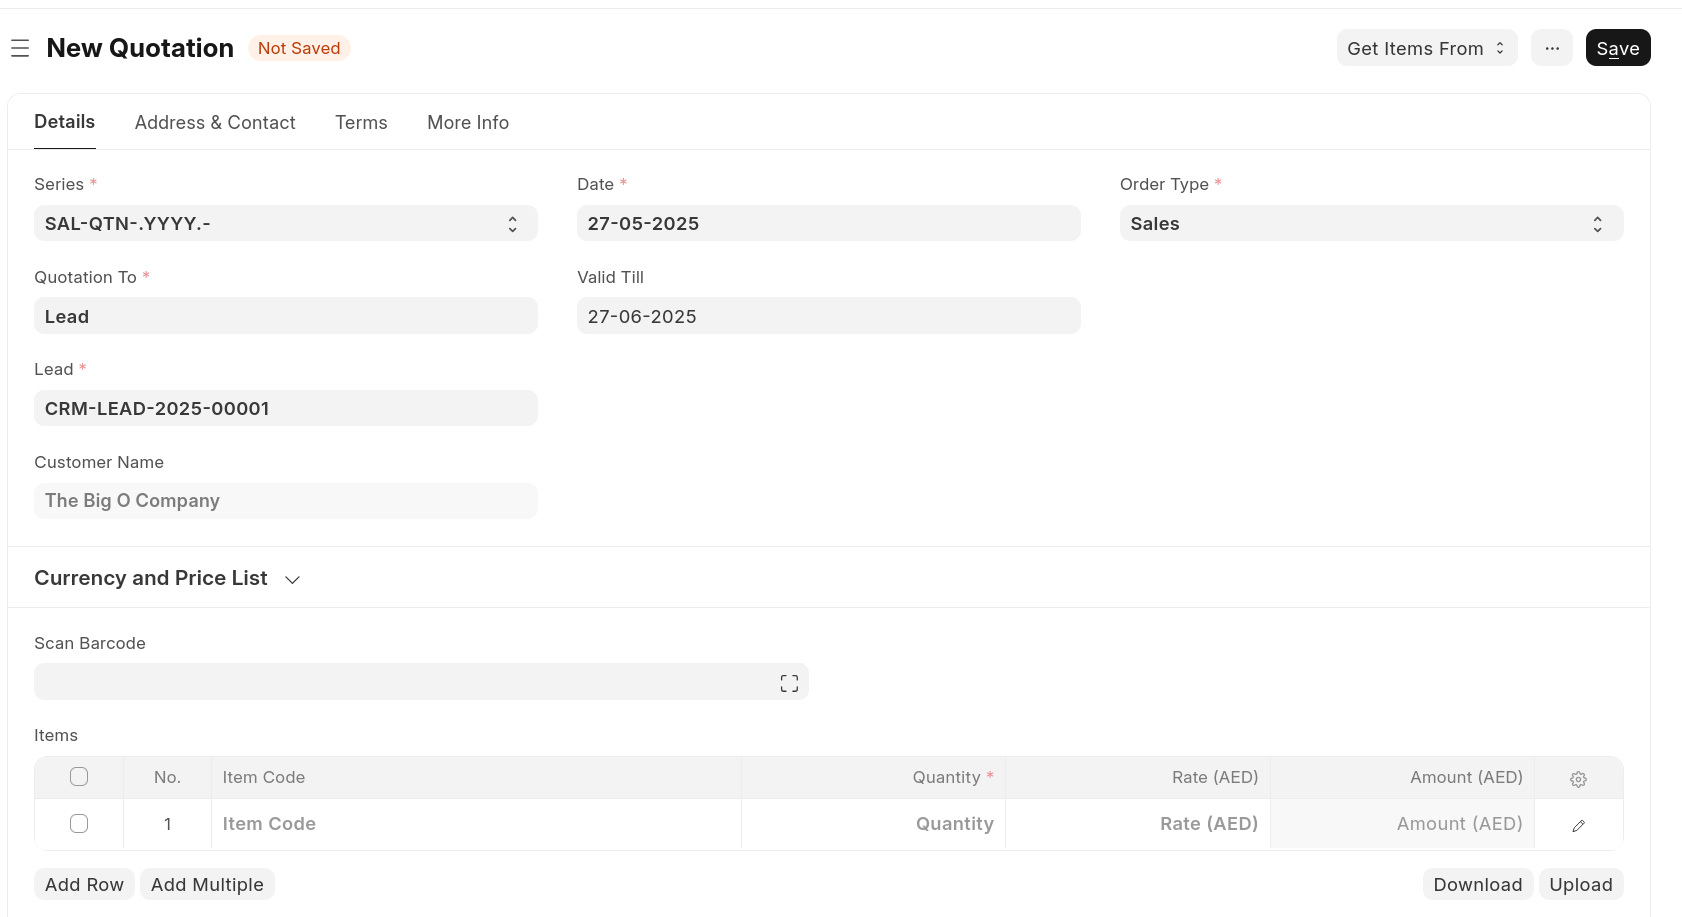 New Quotation Not Saved Get Items From ... Save
Details Address & Contact Terms More Info
Series * Date * Order Type *
SAL-QTN-.YYYY.- 27-05-2025 Sales
Quotation To * Valid Till
Lead 27-06-2025
Lead *
CRM-LEAD-2025-00001
Customer Name
The Big O Company
Currency and Price List
Scan Barcode
Items
No. Item Code Quantity * Rate (AED) Amount (AED)
1 Item Code Quantity Rate (AED) Amount (AED)
Add Row Add Multiple Download Upload